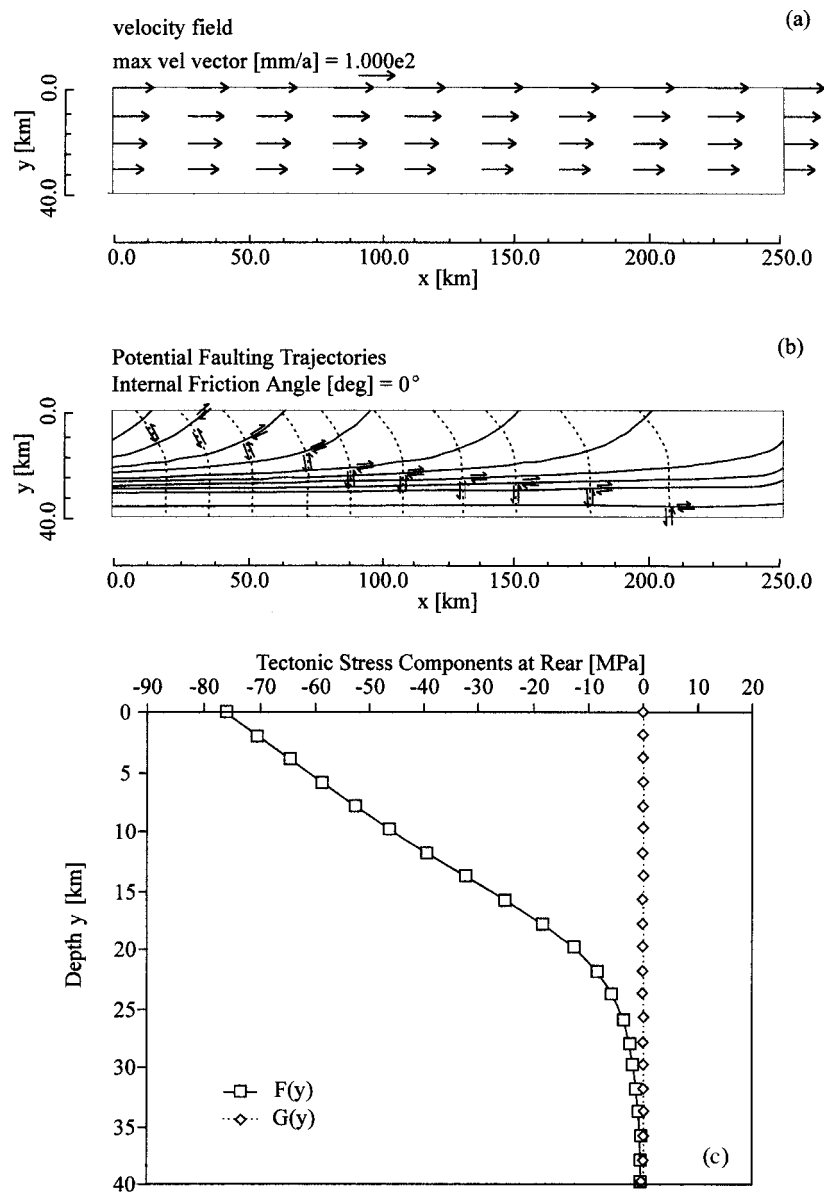 (a)
velocity field
max vel vector [mm/a] = 1.000e2
0.0
y [km]
40.0
0.0 50.0 100.0 150.0 200.0 250.0
x [km]
(b)
Potential Faulting Trajectories
Internal Friction Angle [deg] = 0°
0.0
y [km]
40.0
0.0 50.0 100.0 150.0 200.0 250.0
x [km]
Tectonic Stress Components at Rear [MPa]
-90 -80 -70 -60 -50 -40 -30 -20 -10 0 10 20
0
5
10
15
20
25
30
35
40
Depth y [km]
F(y)
G(y)
(c)